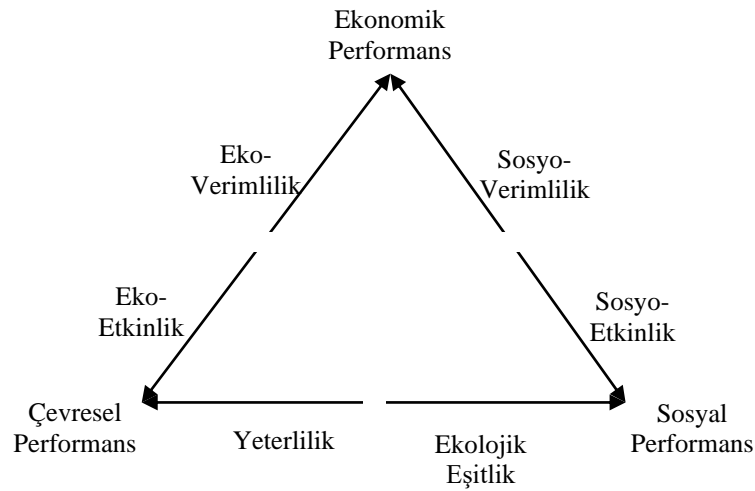 Ekonomik
Performans
Eko-
Verimlilik
Sosyo-
Verimlilik
Eko-
Etkinlik
Sosyo-
Etkinlik
Çevresel
Performans
Yeterlilik
Ekolojik
Eşitlik
Sosyal
Performans